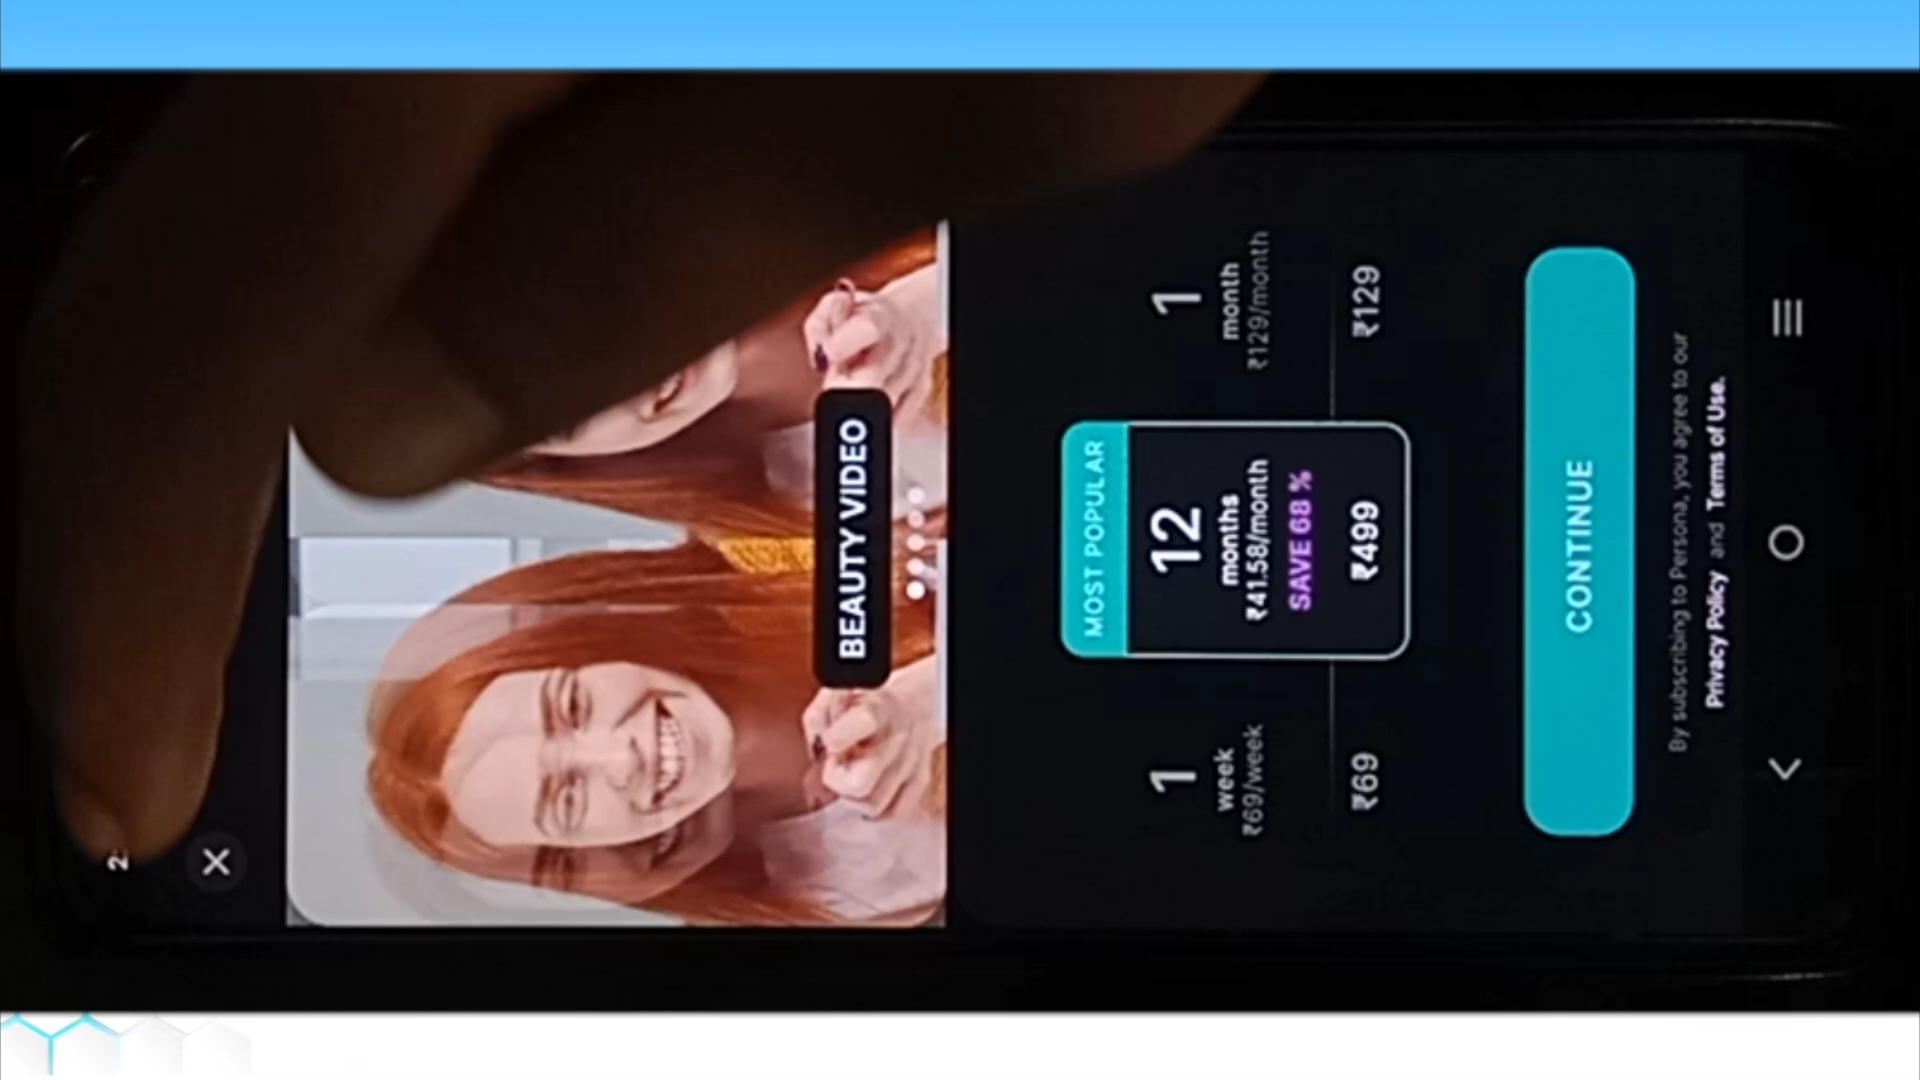 2:
BEAUTY VIDEO
MOST POPULAR
1
week
₹69/week
₹69
12
months
₹41.58/month
SAVE 68 %
₹499
1
month
₹129/month
₹129
CONTINUE
By subscribing to Persona, you agree to our
Privacy Policy and Terms of Use.